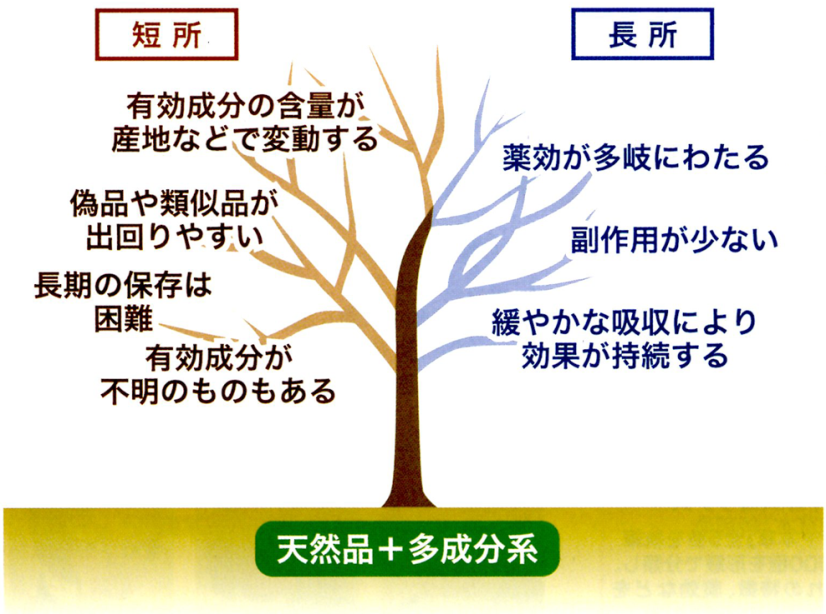 短所
有効成分の含量が
産地などで変動する
偽品や類似品が
出回りやすい
長期の保存は
困難
有効成分が
不明のものもある
長所
薬効が多岐にわたる
副作用が少ない
緩やかな吸収により
効果が持続する
天然品＋多成分系